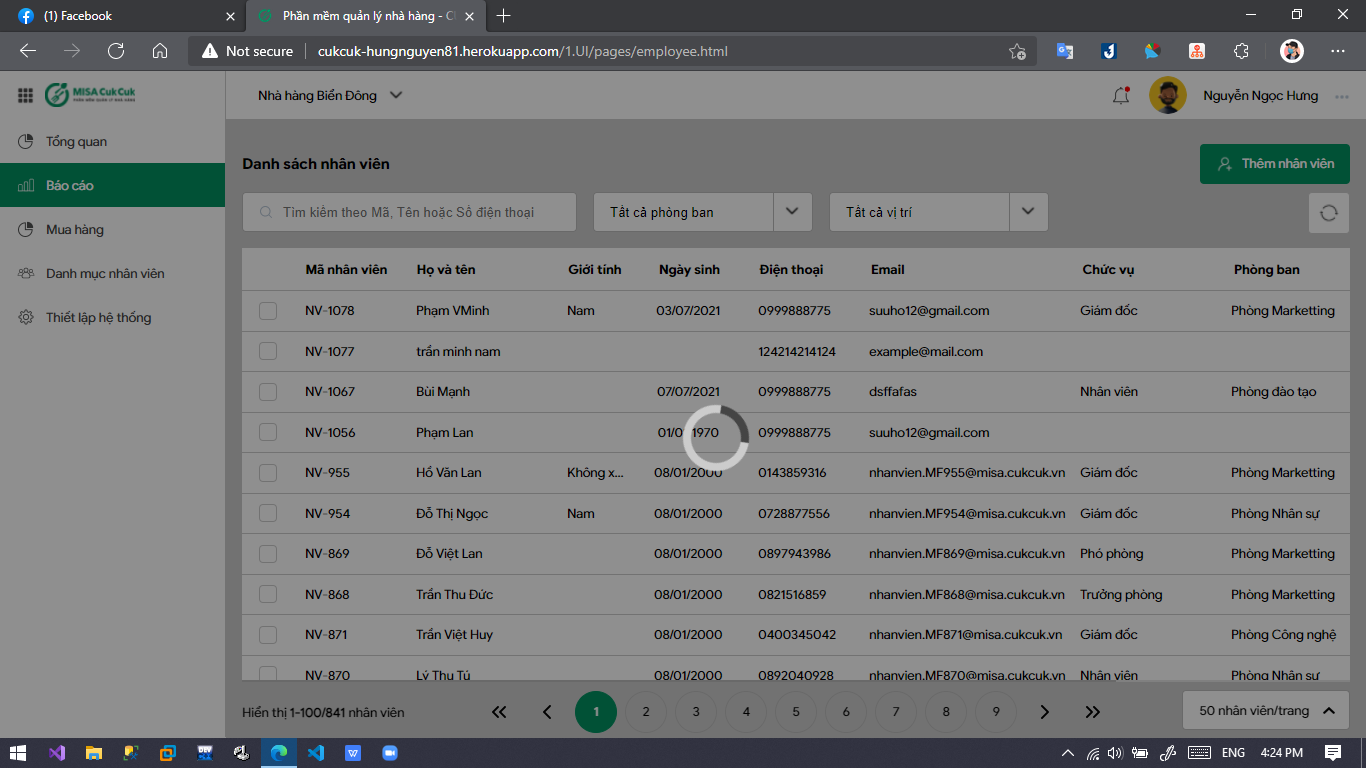 (1) Facebook
Phần mềm quản lý nhà hàng - C
Not secure
cukcuk-hungnguyen81.herokuapp.com/1.UI/pages/employee.html
MISA CukCuk
PHẦN MỀM QUẢN LÝ NHÀ HÀNG
Nhà hàng Biển Đông
Nguyễn Ngọc Hưng
Tổng quan
Báo cáo
Mua hàng
Danh mục nhân viên
Thiết lập hệ thống
Danh sách nhân viên
Thêm nhân viên
Tìm kiếm theo Mã, Tên hoặc Số điện thoại
Tất cả phòng ban
Tất cả vị trí
Mã nhân viên Họ và tên Giới tính Ngày sinh Điện thoại Email Chức vụ Phòng ban
NV-1078 Phạm VMinh Nam 03/07/2021 0999888775 suuho12@gmail.com Giám đốc Phòng Marketting
NV-1077 trần minh nam 124214214124 example@mail.com
NV-1067 Bùi Mạnh 07/07/2021 0999888775 dsffafas Nhân viên Phòng đào tạo
NV-1056 Phạm Lan 01/0 1970 0999888775 suuho12@gmail.com
NV-955 Hồ Văn Lan Không x... 08/01/2000 0143859316 nhanvien.MF955@misa.cukcuk.vn Giám đốc Phòng Marketting
NV-954 Đỗ Thị Ngọc Nam 08/01/2000 0728877556 nhanvien.MF954@misa.cukcuk.vn Giám đốc Phòng Nhân sự
NV-869 Đỗ Việt Lan 08/01/2000 0897943986 nhanvien.MF869@misa.cukcuk.vn Phó phòng Phòng Marketting
NV-868 Trần Thu Đức 08/01/2000 0821516859 nhanvien.MF868@misa.cukcuk.vn Trưởng phòng Phòng Marketting
NV-871 Trần Việt Huy 08/01/2000 0400345042 nhanvien.MF871@misa.cukcuk.vn Giám đốc Phòng Công nghệ
NV-870 Lý Thu Tú 08/01/2000 0892040928 nhanvien.MF870@misa.cukcuk.vn Nhân viên Phòng Nhân sự
Hiển thị 1-100/841 nhân viên
1 2 3 4 5 6 7 8 9
50 nhân viên/trang
ENG
4:24 PM